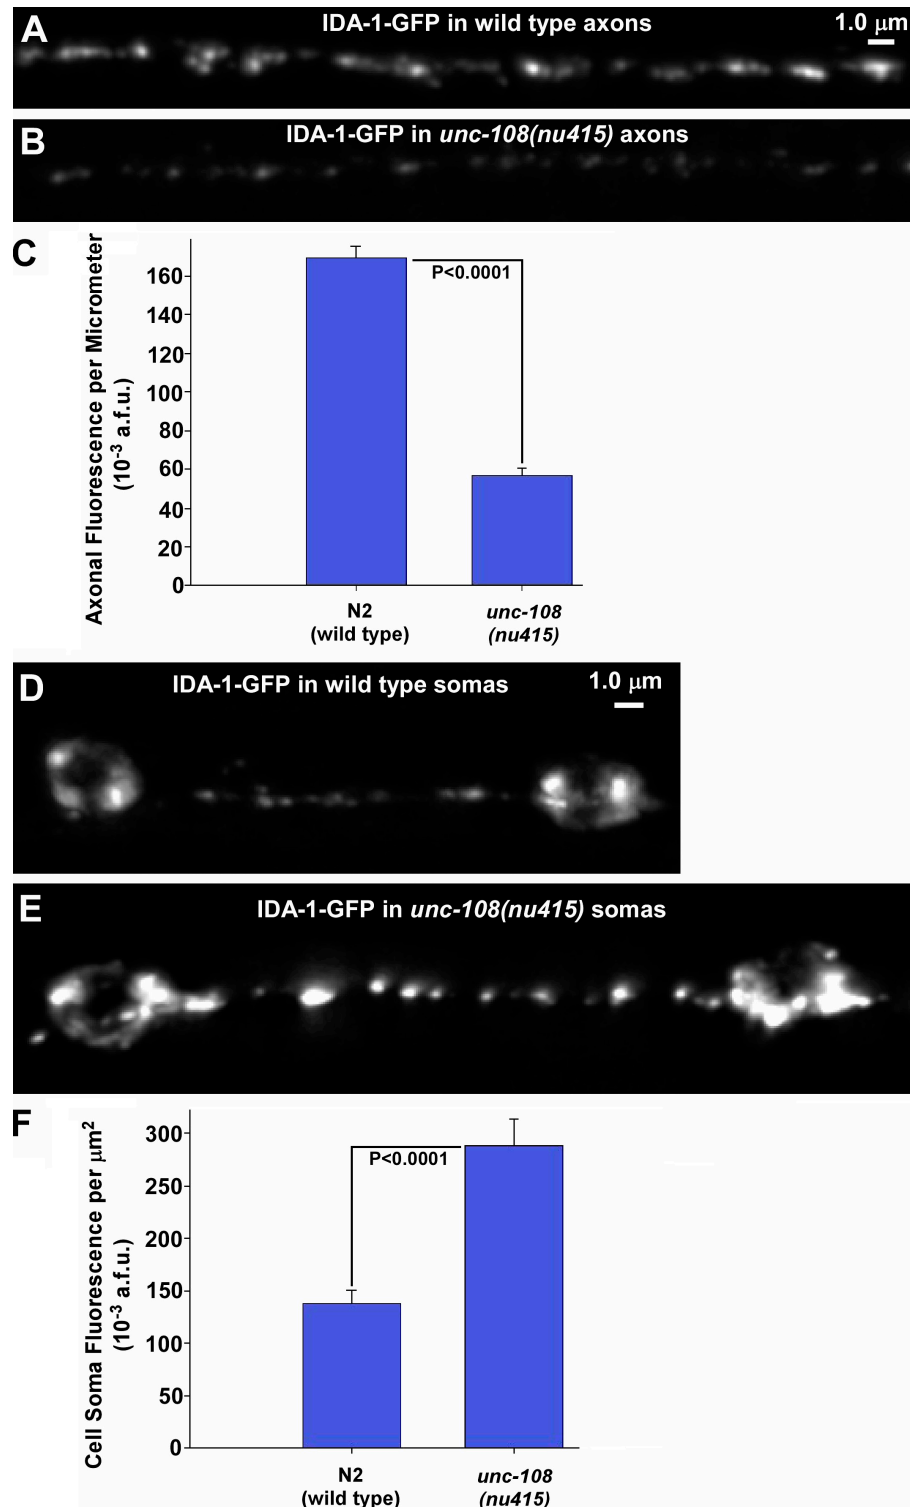 A
IDA-1-GFP in wild type axons
1.0 μm
B
IDA-1-GFP in unc-108(nu415) axons
C
Axonal Fluorescence per Micrometer
(10-3 a.f.u.)
160
140
120
100
80
60
40
20
0
P<0.0001
N2
(wild type)
unc-108
(nu415)
D
IDA-1-GFP in wild type somas
1.0 μm
E
IDA-1-GFP in unc-108(nu415) somas
F
Cell Soma Fluorescence per μm2
(10-3 a.f.u.)
300
250
200
150
100
50
0
P<0.0001
N2
(wild type)
unc-108
(nu415)